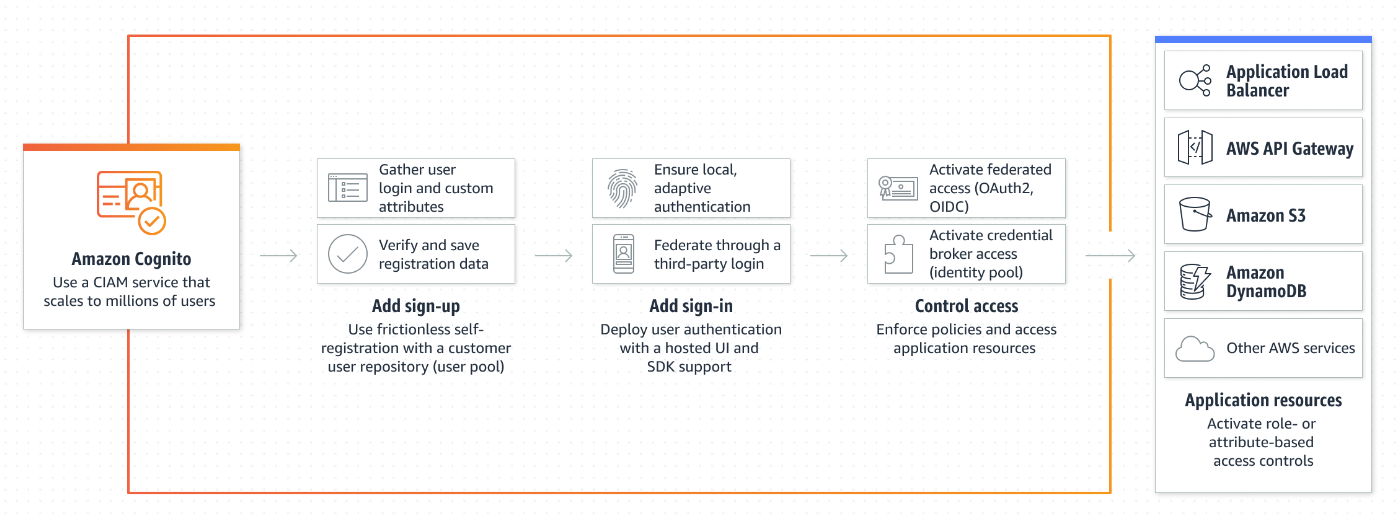 Amazon Cognito
Use a CIAM service that
scales to millions of users
Gather user
login and custom
attributes
Verify and save
registration data
Add sign-up
Use frictionless self-
registration with a customer
user repository (user pool)
Ensure local,
adaptive
authentication
Federate through a
third-party login
Add sign-in
Deploy user authentication
with a hosted UI and
SDK support
Activate federated
access (OAuth2,
OIDC)
Activate credential
broker access
(identity pool)
Control access
Enforce policies and access
application resources
Application Load
Balancer
AWS API Gateway
Amazon S3
Amazon
DynamoDB
Other AWS services
Application resources
Activate role- or
attribute-based
access controls